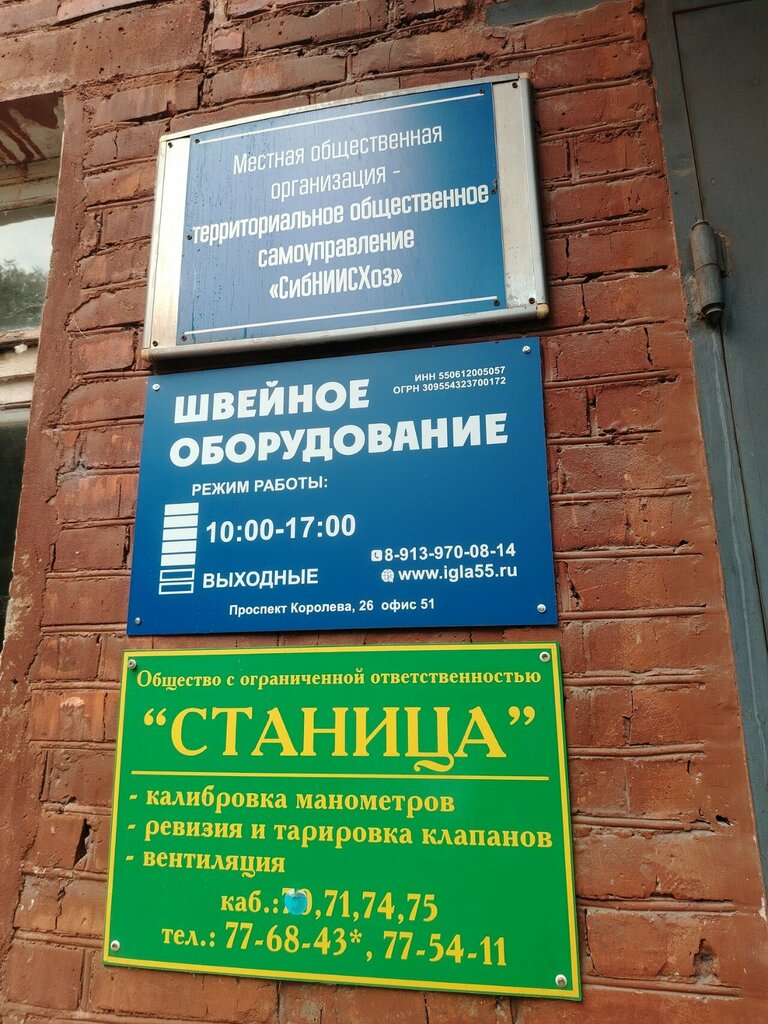 Местная общественная
организация -
территориальное общественное
самоуправление
«СибНИИСХоз»
ИНН 550612005057
ОГРН 309554323700172
ШВЕЙНОЕ
ОБОРУДОВАНИЕ
РЕЖИМ РАБОТЫ:
10:00-17:00
ВЫХОДНЫЕ
8-913-970-08-14
www.igla55.ru
Проспект Королева, 26 офис 51
Общество с ограниченной ответственностью
“СТАНИЦА”
- калибровка манометров
- ревизия и тарировка клапанов
- вентиляция
каб.: ,71,74,75
тел.: 77-68-43*, 77-54-11